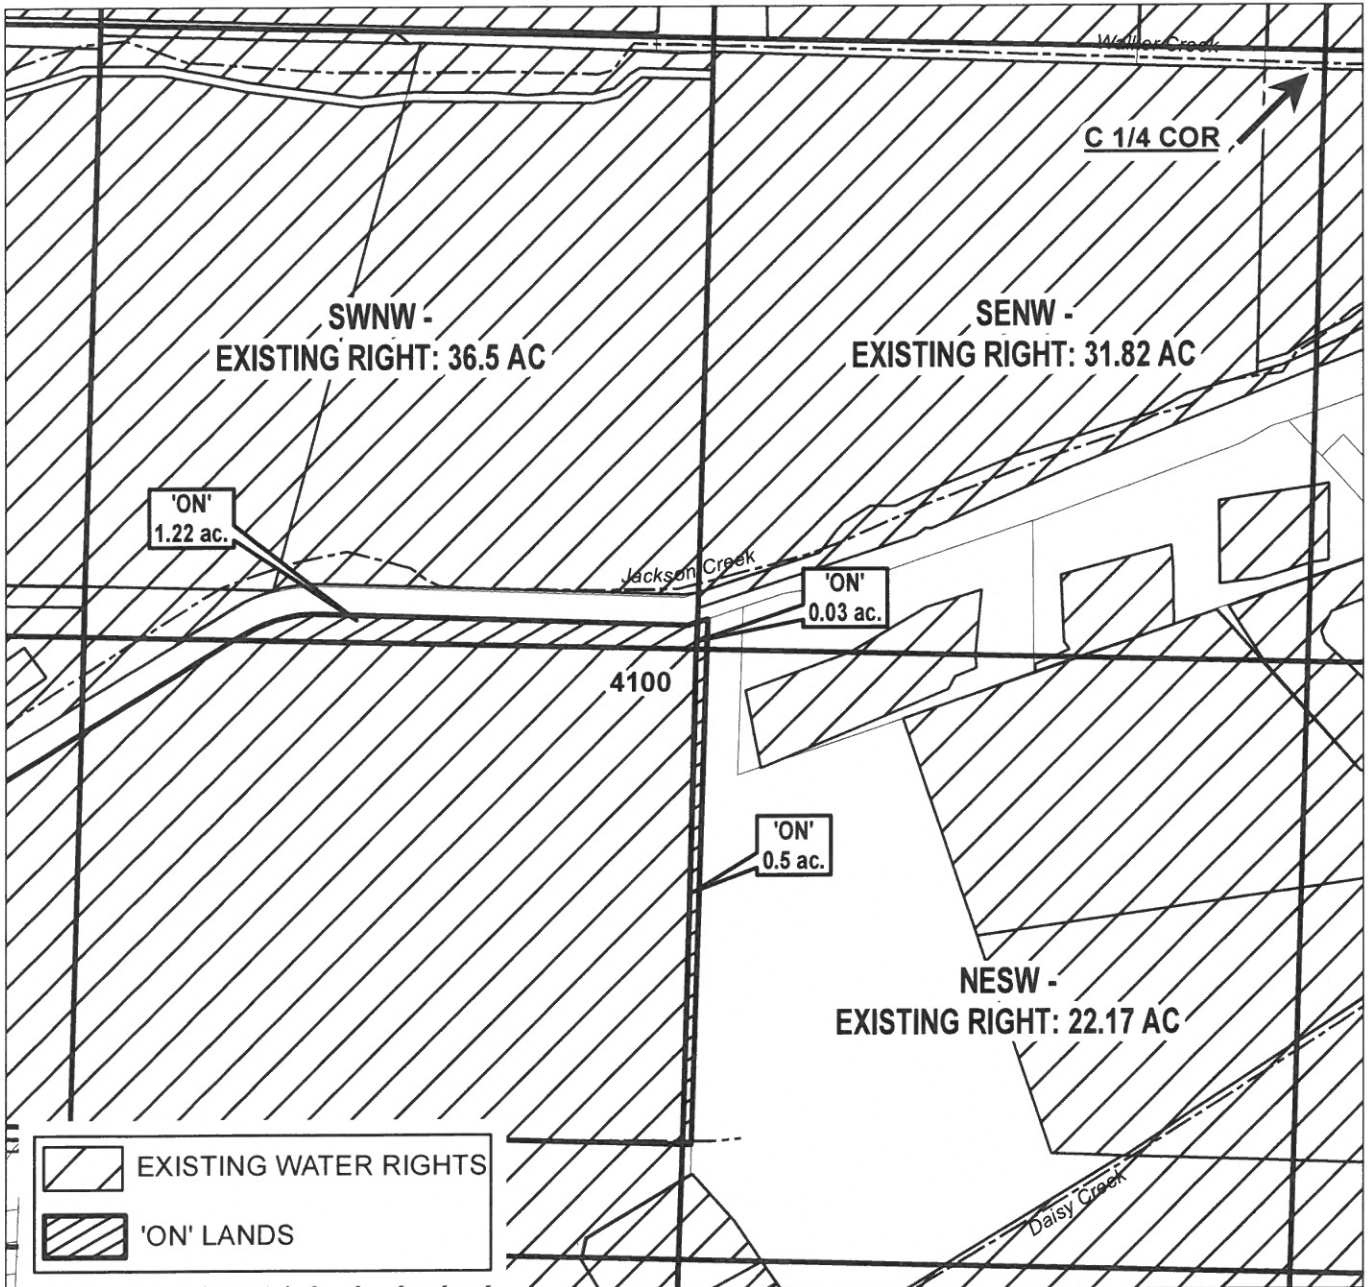 Walker Creek
C 1/4 COR
SWNW -
EXISTING RIGHT: 36.5 AC
SENW -
EXISTING RIGHT: 31.82 AC
'ON'
1.22 ac.
Jackson Creek
'ON'
0.03 ac.
4100
'ON'
0.5 ac.
NESW -
EXISTING RIGHT: 22.17 AC
EXISTING WATER RIGHTS
'ON' LANDS
Daisy Creek